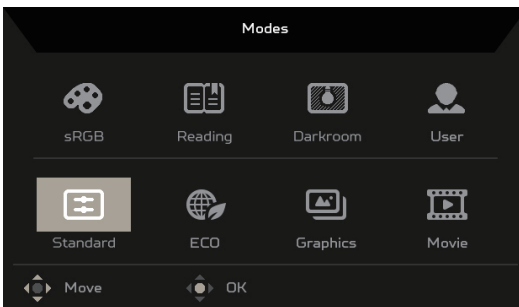 Modes
sRGB Reading Darkroom User
Standard ECO Graphics Movie
Move OK